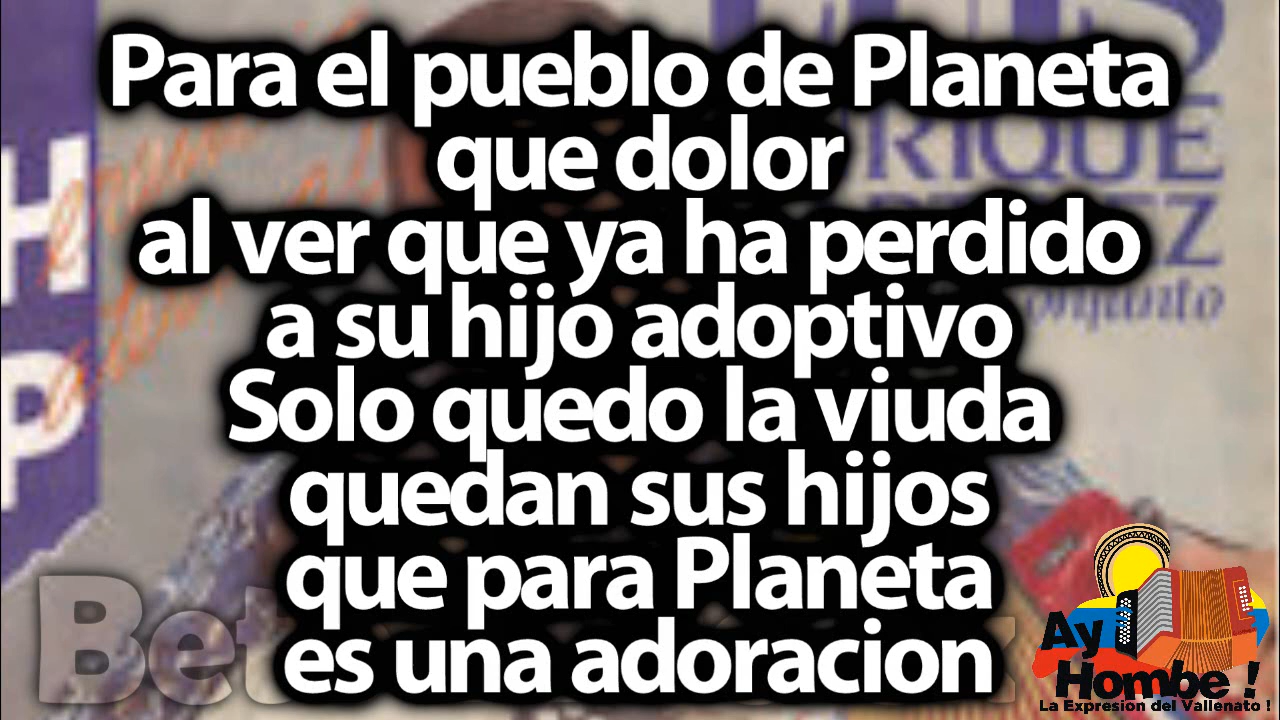 Para el pueblo de Planeta
que dolor
al ver que ya ha perdido
a su hijo adoptivo
Solo quedo la viuda
quedan sus hijos
que para Planeta
es una adoracion
Ay
Hombe !
La Expresion del Vallenato !